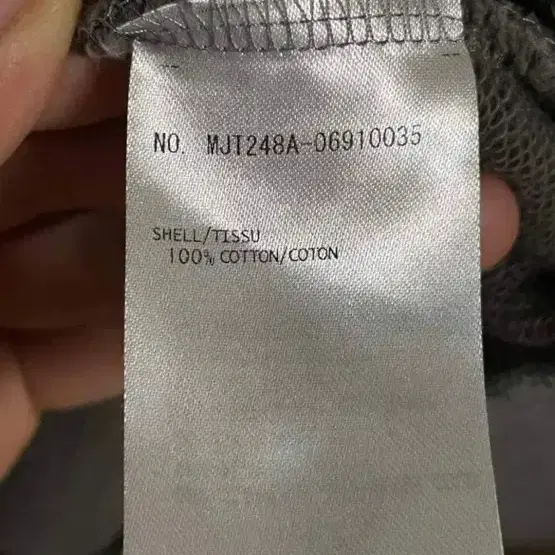 NO. MJT248A-06910035
SHELL/TISSU
100% COTTON/COTON